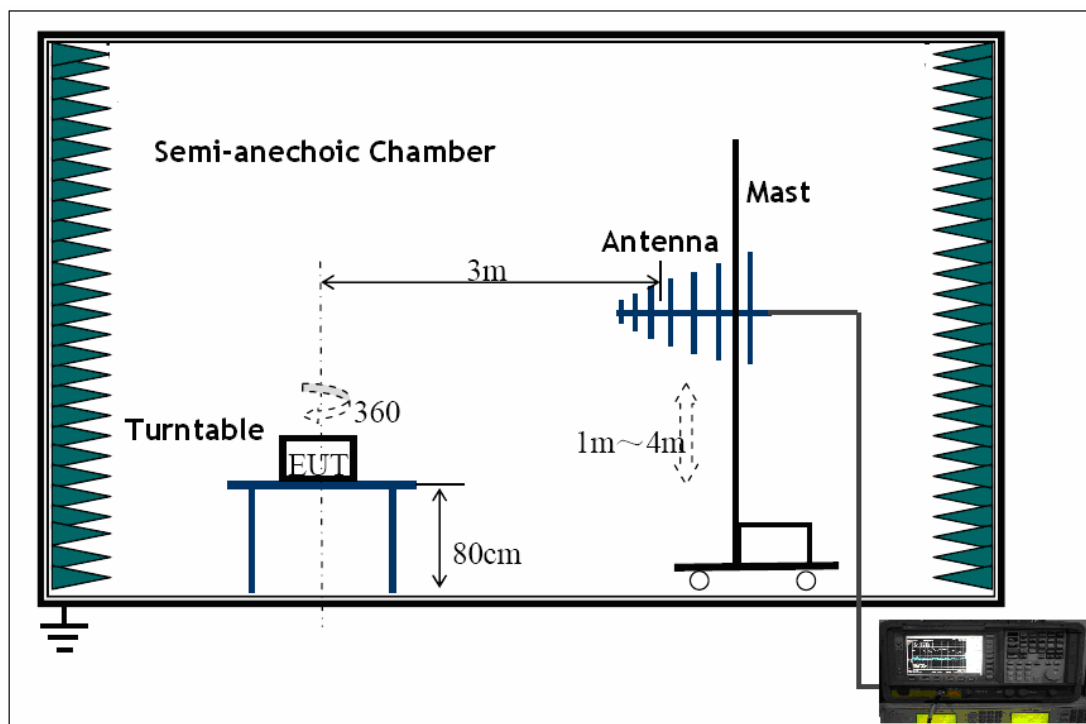 Semi-anechoic Chamber
Mast
Antenna
3m
360
Turntable
1m～4m
EUT
80cm